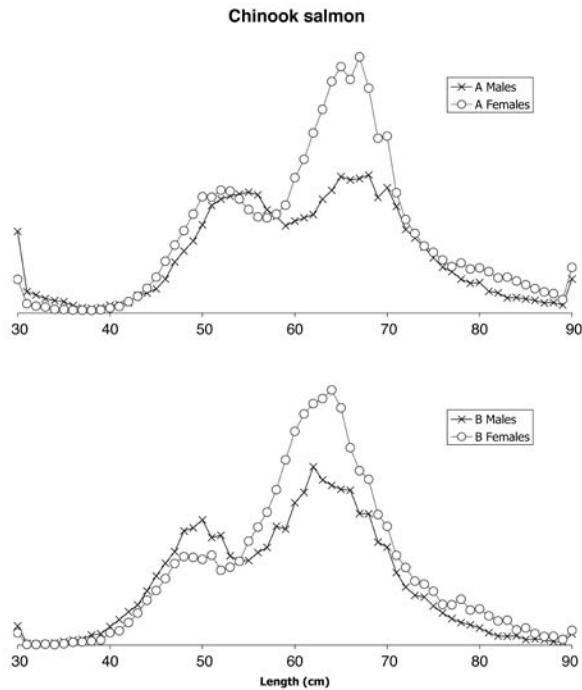 Chinook salmon
A Males
A Females
30 40 50 60 70 80 90
B Males
B Females
30 40 50 60 70 80 90
Length (cm)